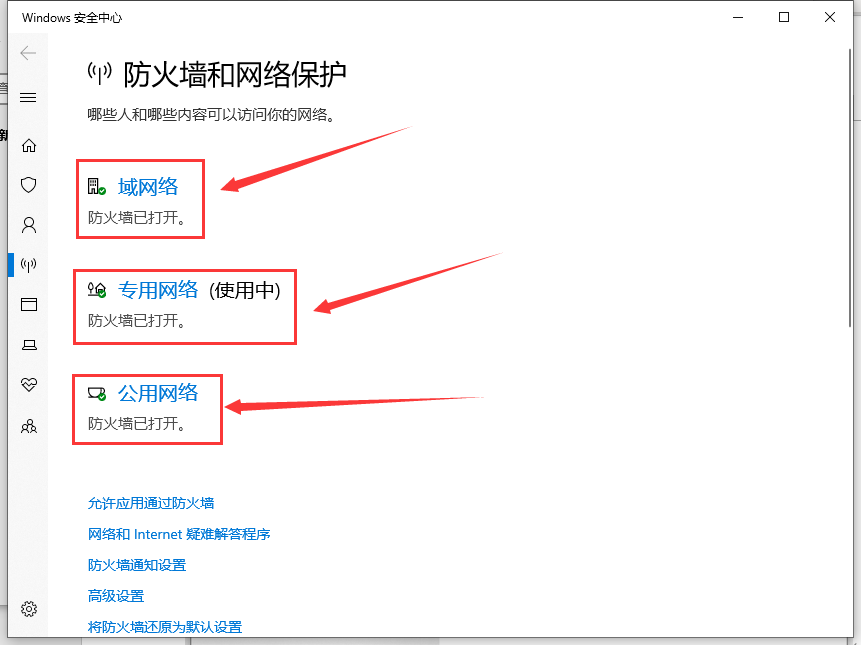 Windows 安全中心
防火墙和网络保护
哪些人和哪些内容可以访问你的网络。
域网络
防火墙已打开。
专用网络 (使用中)
防火墙已打开。
公用网络
防火墙已打开。
允许应用通过防火墙
网络和 Internet 疑难解答程序
防火墙通知设置
高级设置
将防火墙还原为默认设置